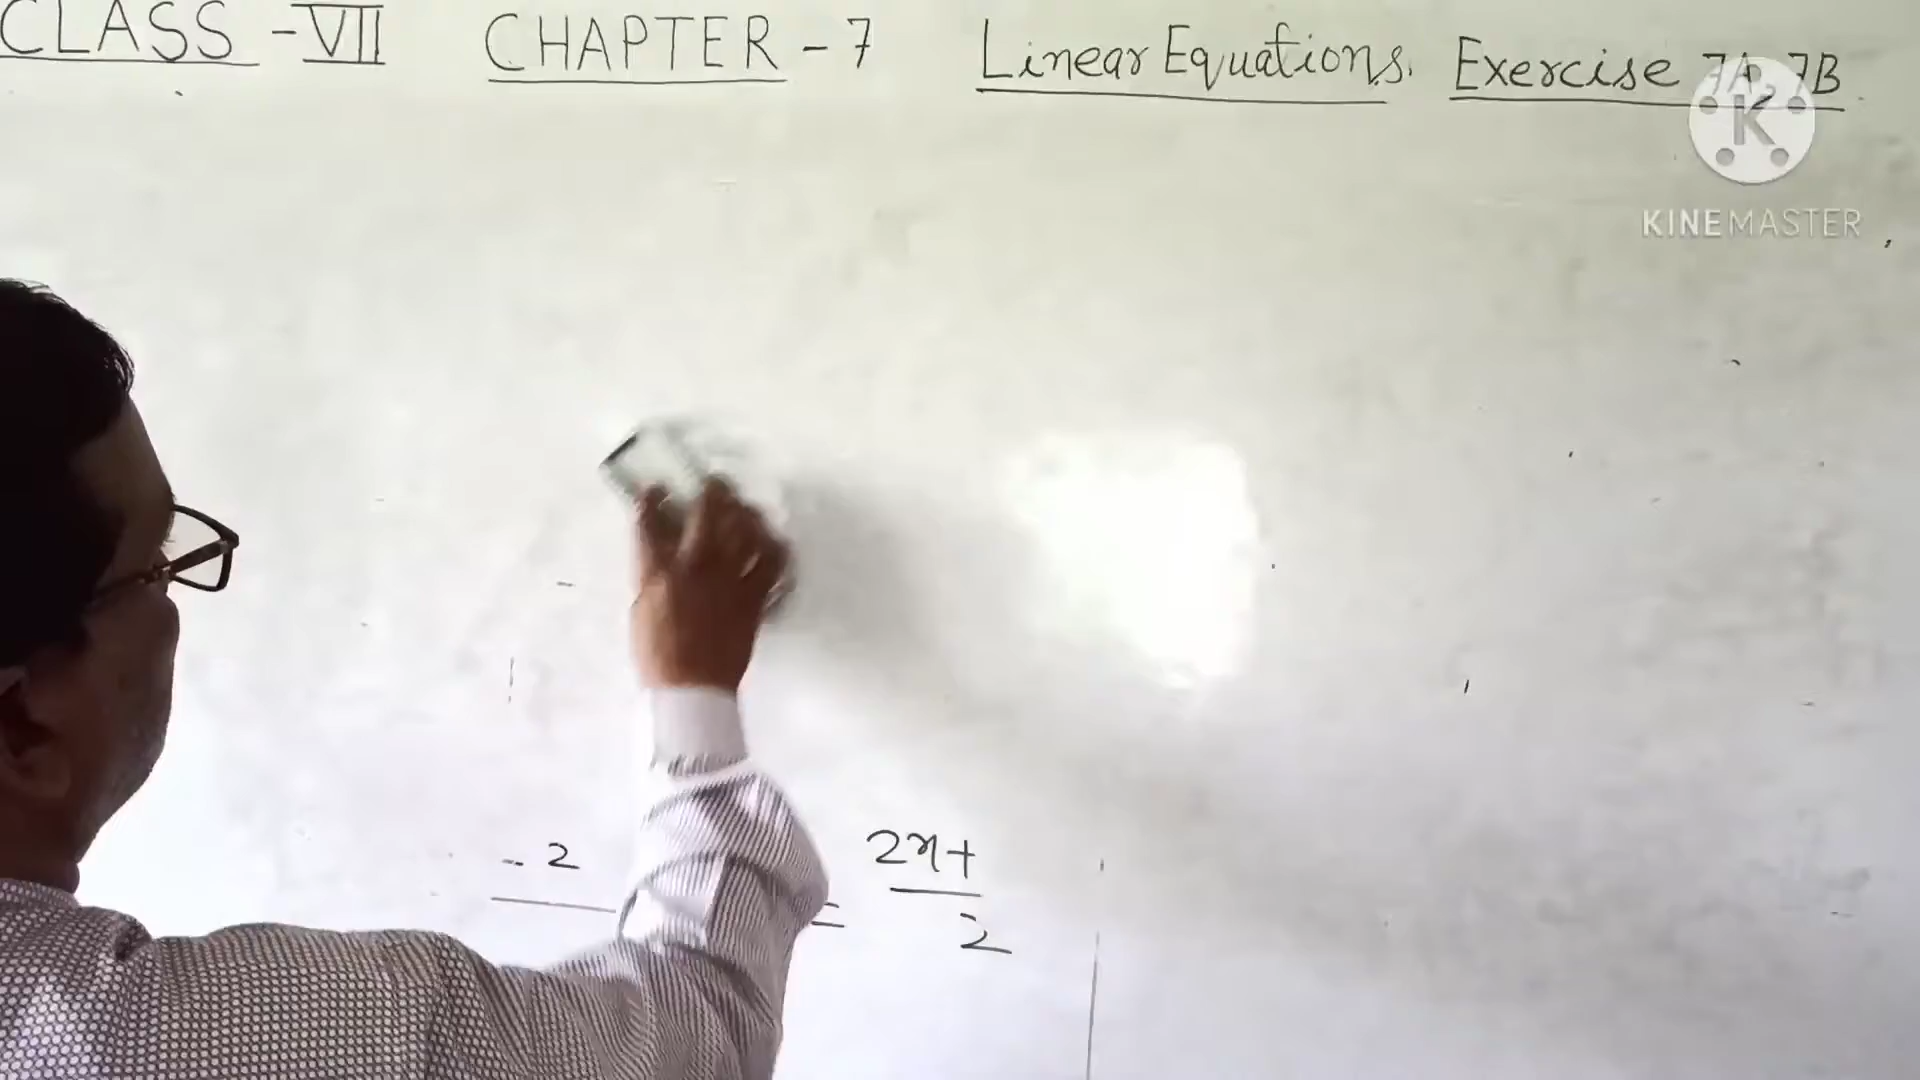 CLASS - VII CHAPTER - 7 Linear Equations. Exercise 7A, 7B
K
KINEMASTER
- 2 = 2x+
2